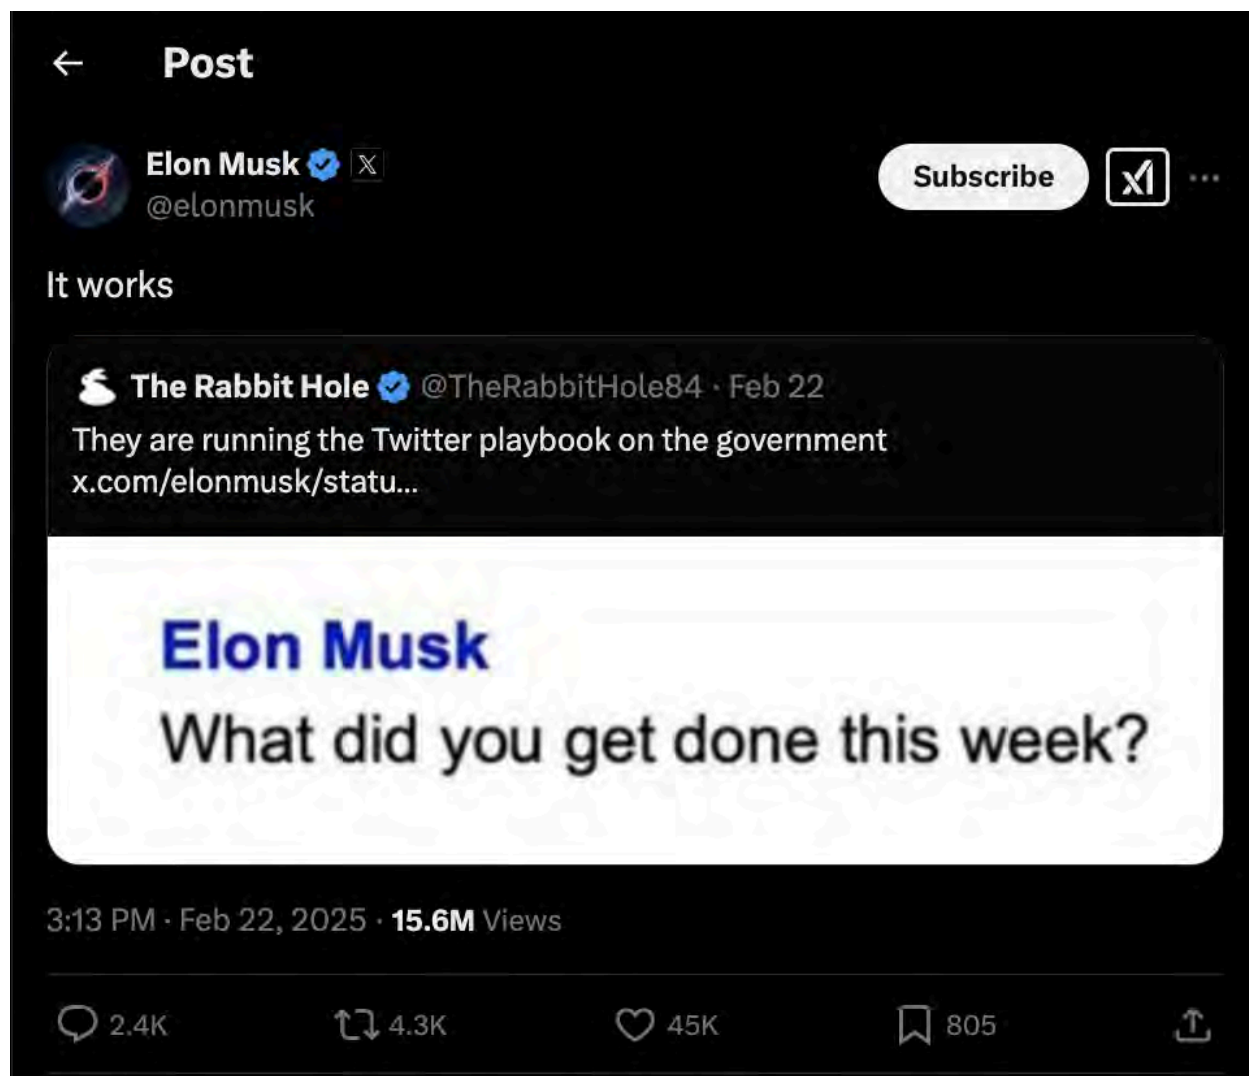 Post
Elon Musk
@elonmusk
Subscribe
It works
The Rabbit Hole @TheRabbitHole84 · Feb 22
They are running the Twitter playbook on the government
x.com/elonmusk/statu...
Elon Musk
What did you get done this week?
3:13 PM · Feb 22, 2025 · 15.6M Views
2.4K 4.3K 45K 805